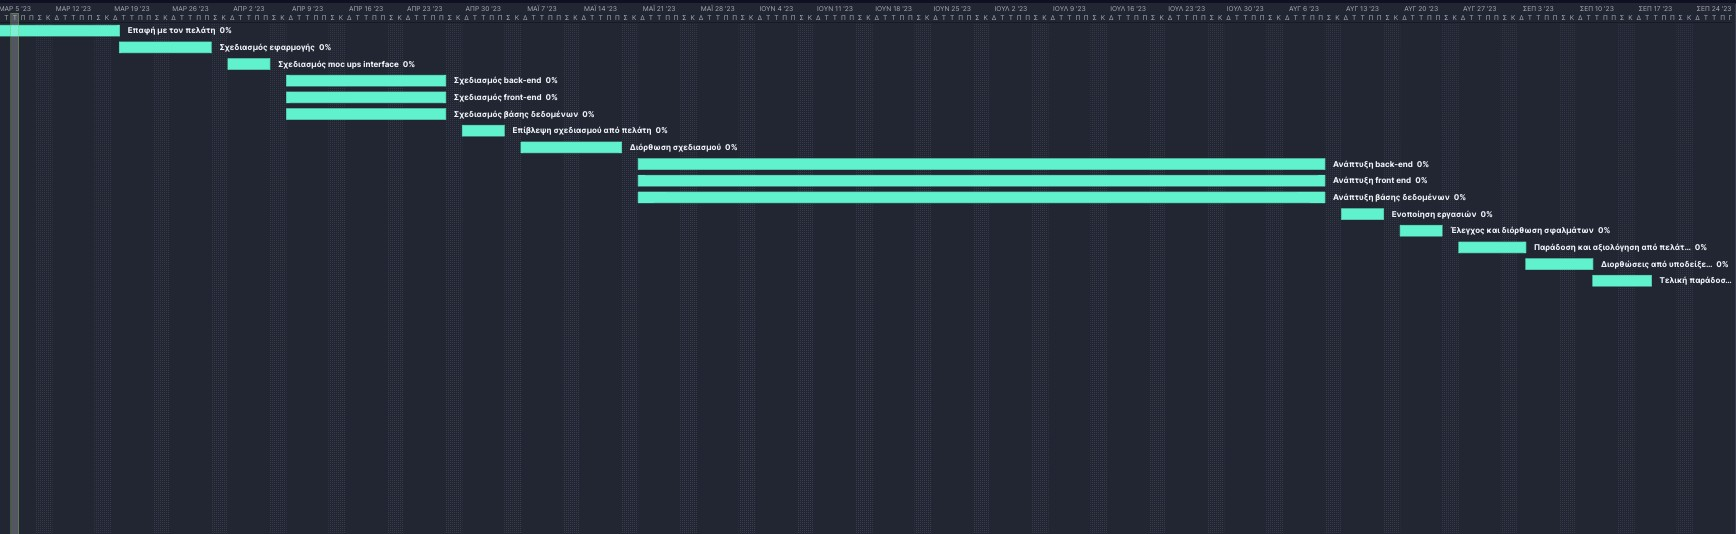 ΜΑΡ 5 '23 ΜΑΡ 12 '23 ΜΑΡ 19 '23 ΜΑΡ 26 '23 ΑΠΡ 2 '23 ΑΠΡ 9 '23 ΑΠΡ 16 '23 ΑΠΡ 23 '23 ΑΠΡ 30 '23 ΜΑΪ 7 '23 ΜΑΪ 14 '23 ΜΑΪ 21 '23 ΜΑΪ 28 '23 ΙΟΥΝ 4 '23 ΙΟΥΝ 11 '23 ΙΟΥΝ 18 '23 ΙΟΥΝ 25 '23 ΙΟΥΛ 2 '23 ΙΟΥΛ 9 '23 ΙΟΥΛ 16 '23 ΙΟΥΛ 23 '23 ΙΟΥΛ 30 '23 ΑΥΓ 6 '23 ΑΥΓ 13 '23 ΑΥΓ 20 '23 ΑΥΓ 27 '23 ΣΕΠ 3 '23 ΣΕΠ 10 '23 ΣΕΠ 17 '23 ΣΕΠ 24 '23
Επαφή με τον πελάτη 0%
Σχεδιασμός εφαρμογής 0%
Σχεδιασμός moc ups interface 0%
Σχεδιασμός back-end 0%
Σχεδιασμός front-end 0%
Σχεδιασμός βάσης δεδομένων 0%
Επίβλεψη σχεδιασμού από πελάτη 0%
Διόρθωση σχεδιασμού 0%
Ανάπτυξη back-end 0%
Ανάπτυξη front end 0%
Ανάπτυξη βάσης δεδομένων 0%
Ενοποίηση εργασιών 0%
Έλεγχος και διόρθωση σφαλμάτων 0%
Παράδοση και αξιολόγηση από πελάτ... 0%
Διορθώσεις από υποδείξε... 0%
Τελική παράδοσ...